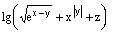 lg(√(e^(x−y) + x^|y| + z))